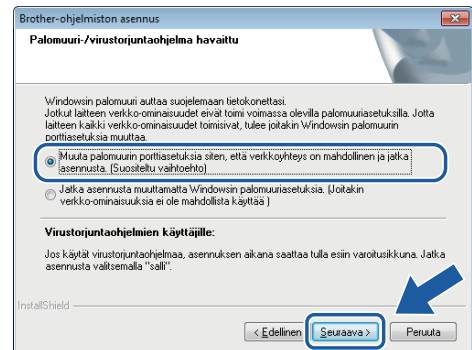 Brother-ohjelmiston asennus
Palomuuri-/virustorjuntaohjelma havaittu
Windowsin palomuuri auttaa suojelemaan tietokonettasi.
Jotkut laitteen verkko-ominaisuudet eivät toimi voimassa olevilla palomuuriasetuksilla. Jotta
laitteen kaikki verkko-ominaisuudet toimisivat, tulee joitakin Windowsin palomuurin
porttiasetuksia muuttaa.
Muuta palomuurin porttiasetuksia siten, että verkkoyhteys on mahdollinen ja jatka
asennusta. (Suositeltu vaihtoehto)
Jatka asennusta muuttamatta Windowsin palomuuriasetuksia. (Joitakin
verkko-ominaisuuksia ei ole mahdollista käyttää )
Virustorjuntaohjelmien käyttäjille:
Jos käytät virustorjuntaohjelmaa, asennuksen aikana saattaa tulla esiin varoitusikkuna. Jatka
asennusta valitsemalla "salli".
InstallShield
< Edellinen Seuraava > Peruuta